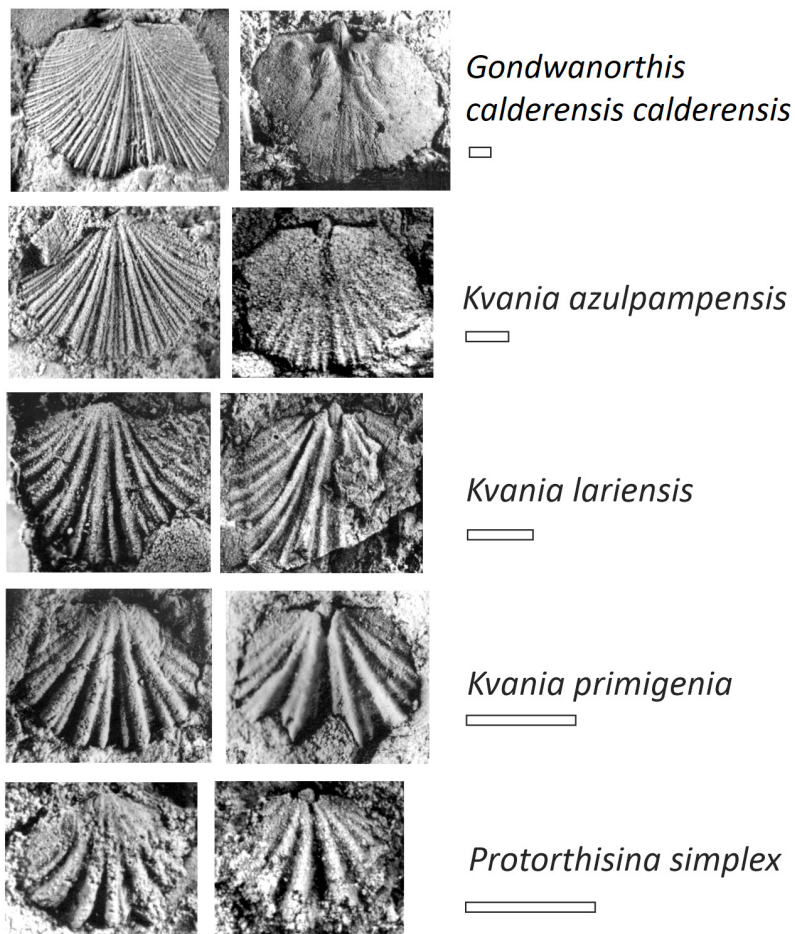 Gondwanorthis
calderensis calderensis
Kvania azulpampensis
Kvania lariensis
Kvania primigenia
Protorthisina simplex